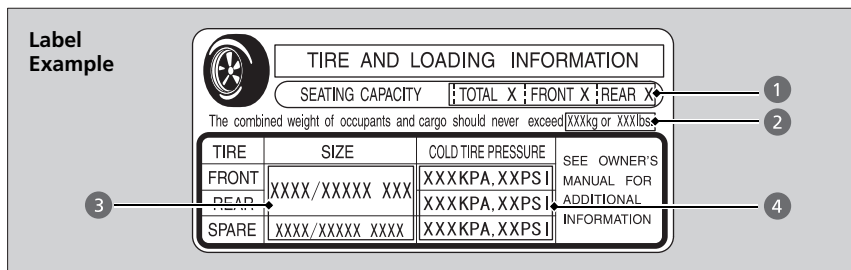 Label
Example
TIRE AND LOADING INFORMATION
SEATING CAPACITY TOTAL X FRONT X REAR X
1
The combined weight of occupants and cargo should never exceed XXXkg or XXXlbs.
2
TIRE SIZE COLD TIRE PRESSURE
SEE OWNER'S
MANUAL FOR
ADDITIONAL
INFORMATION
FRONT XXXX/XXXXX XXX XXXKPA,XXPSI
REAR XXXKPA,XXPSI
3
4
SPARE XXXX/XXXXX XXXX XXXKPA,XXPSI